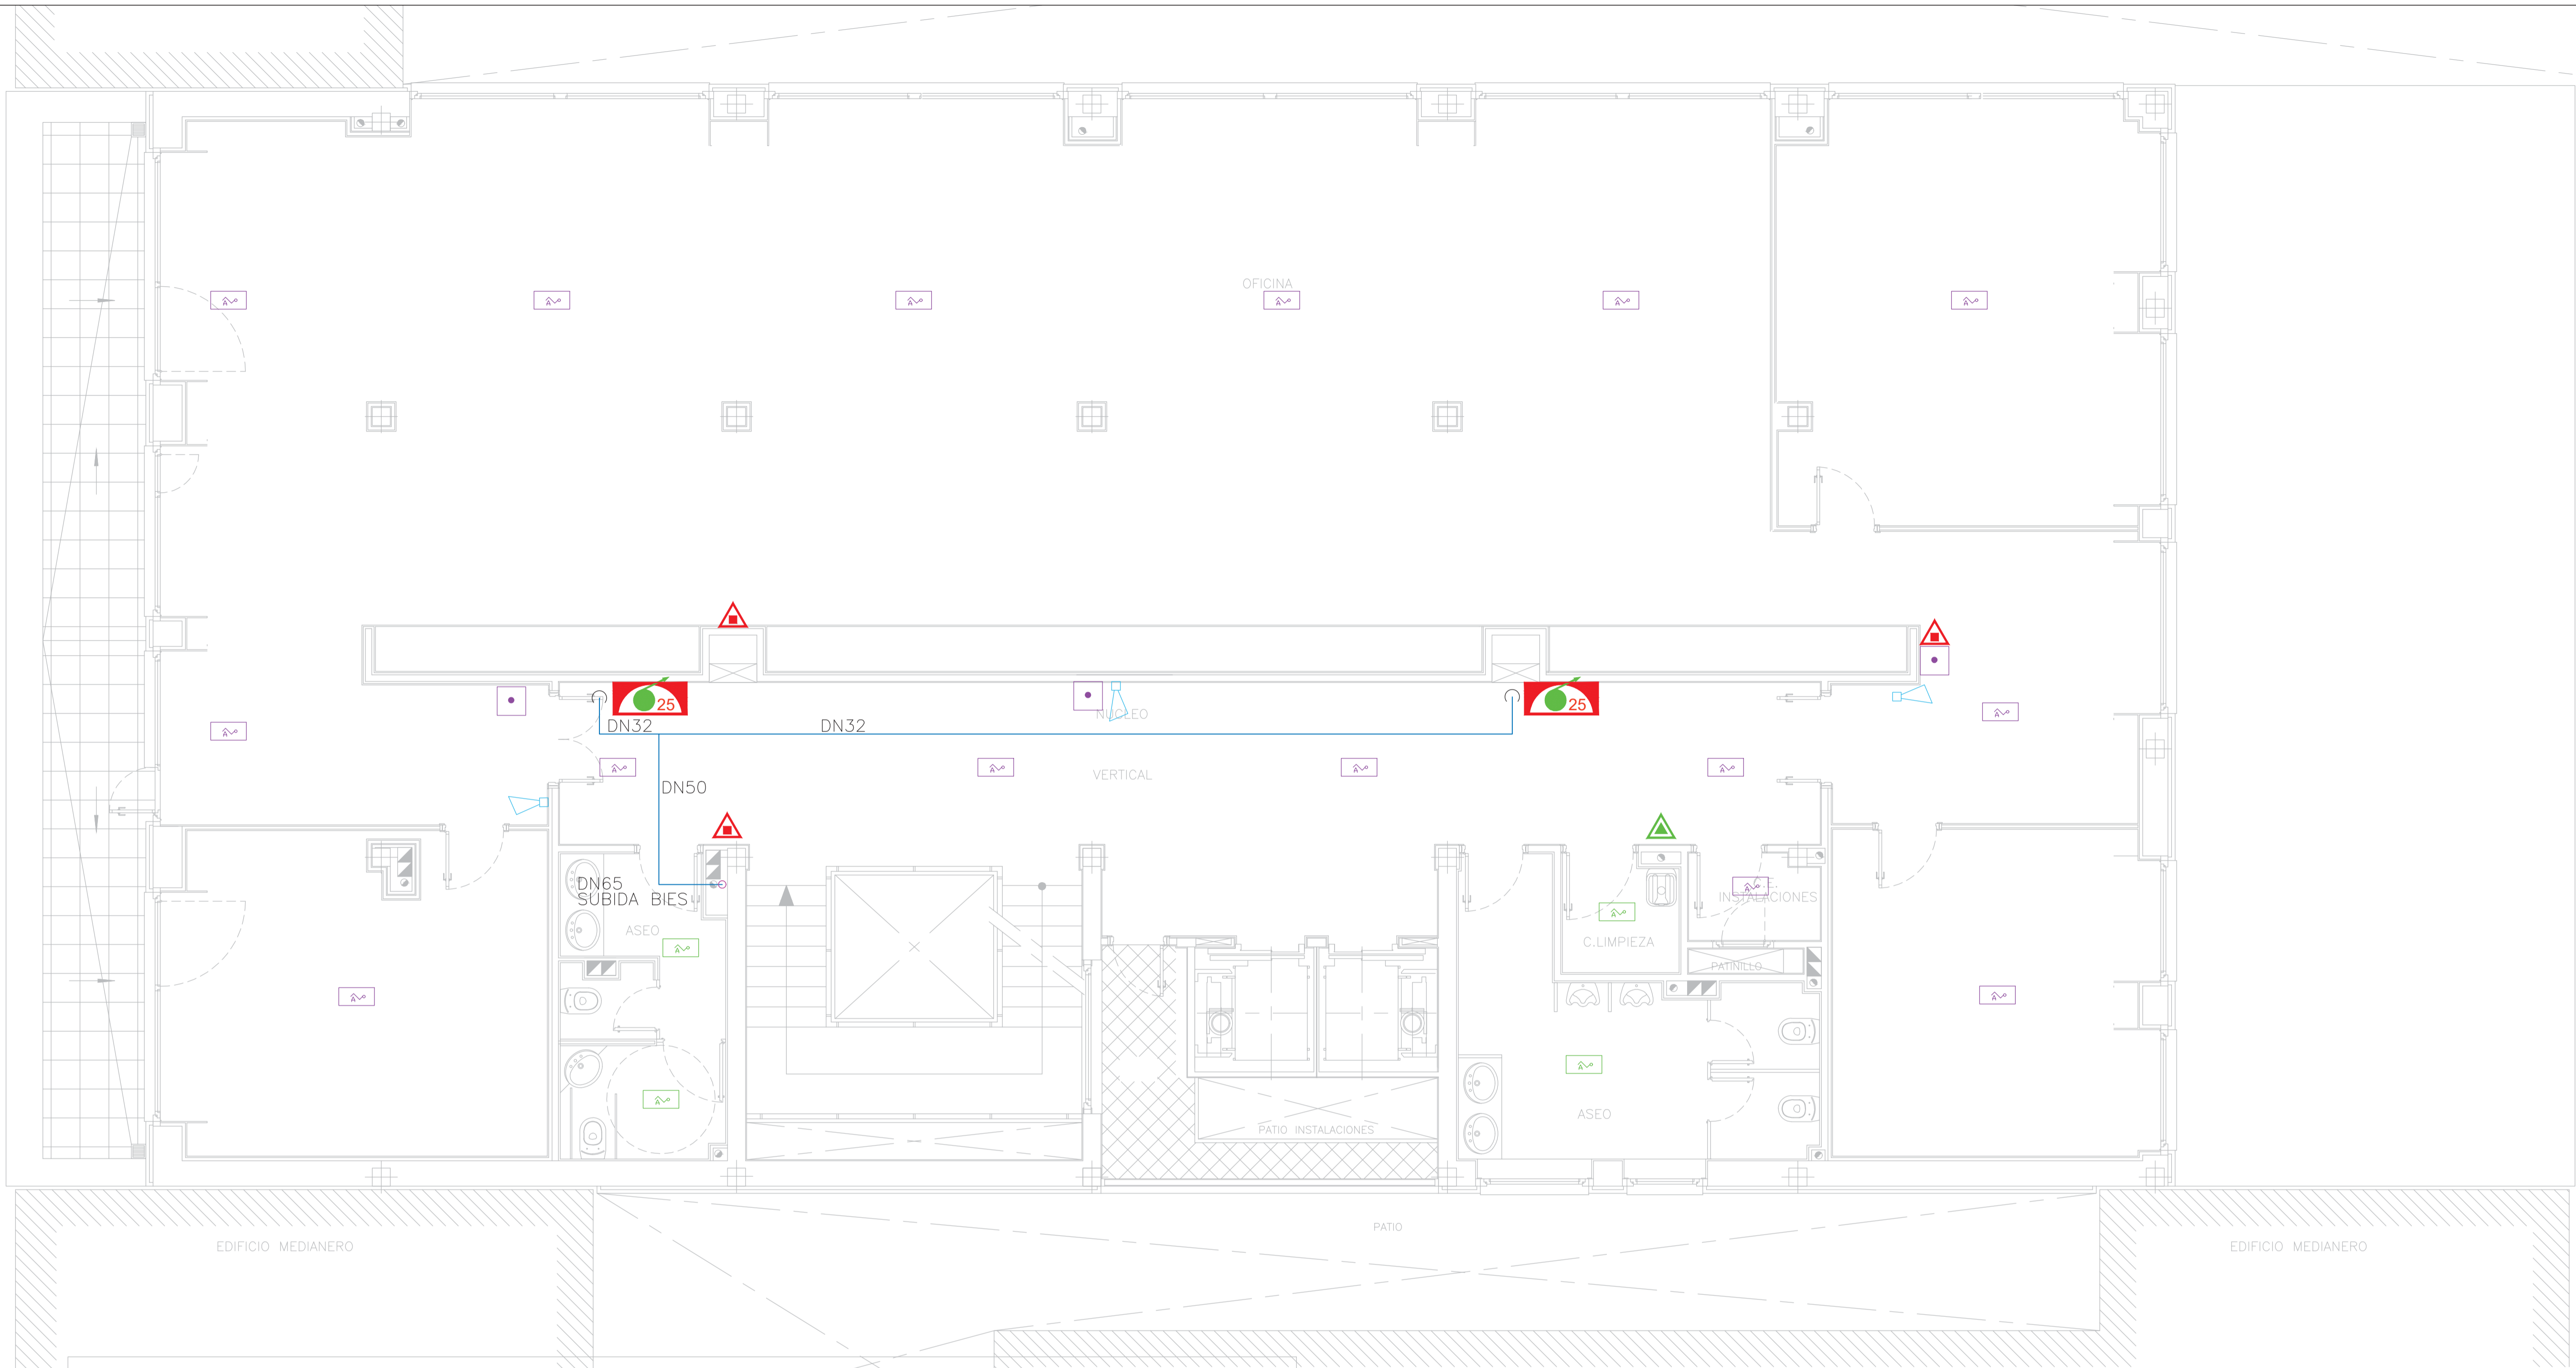 OFICINA
25
25
NUCLEO
DN32
DN32
VERTICAL
DN50
DN65
SUBIDA BIES
ASEO
INSTALACIONES
C.LIMPIEZA
PATINILLO
ASEO
PATIO INSTALACIONES
PATIO
EDIFICIO MEDIANERO
EDIFICIO MEDIANERO